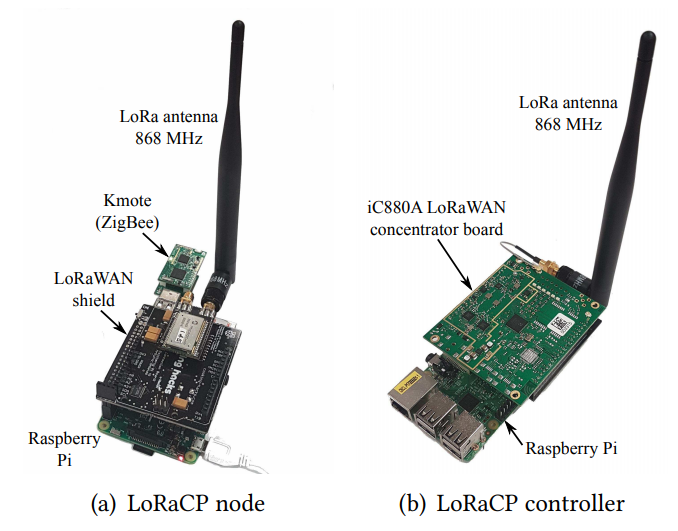 LoRa antenna
868 MHz
Kmote
(ZigBee)
LoRaWAN
shield
Raspberry
Pi
(a) LoRaCP node
LoRa antenna
868 MHz
iC880A LoRaWAN
concentrator board
Raspberry Pi
(b) LoRaCP controller